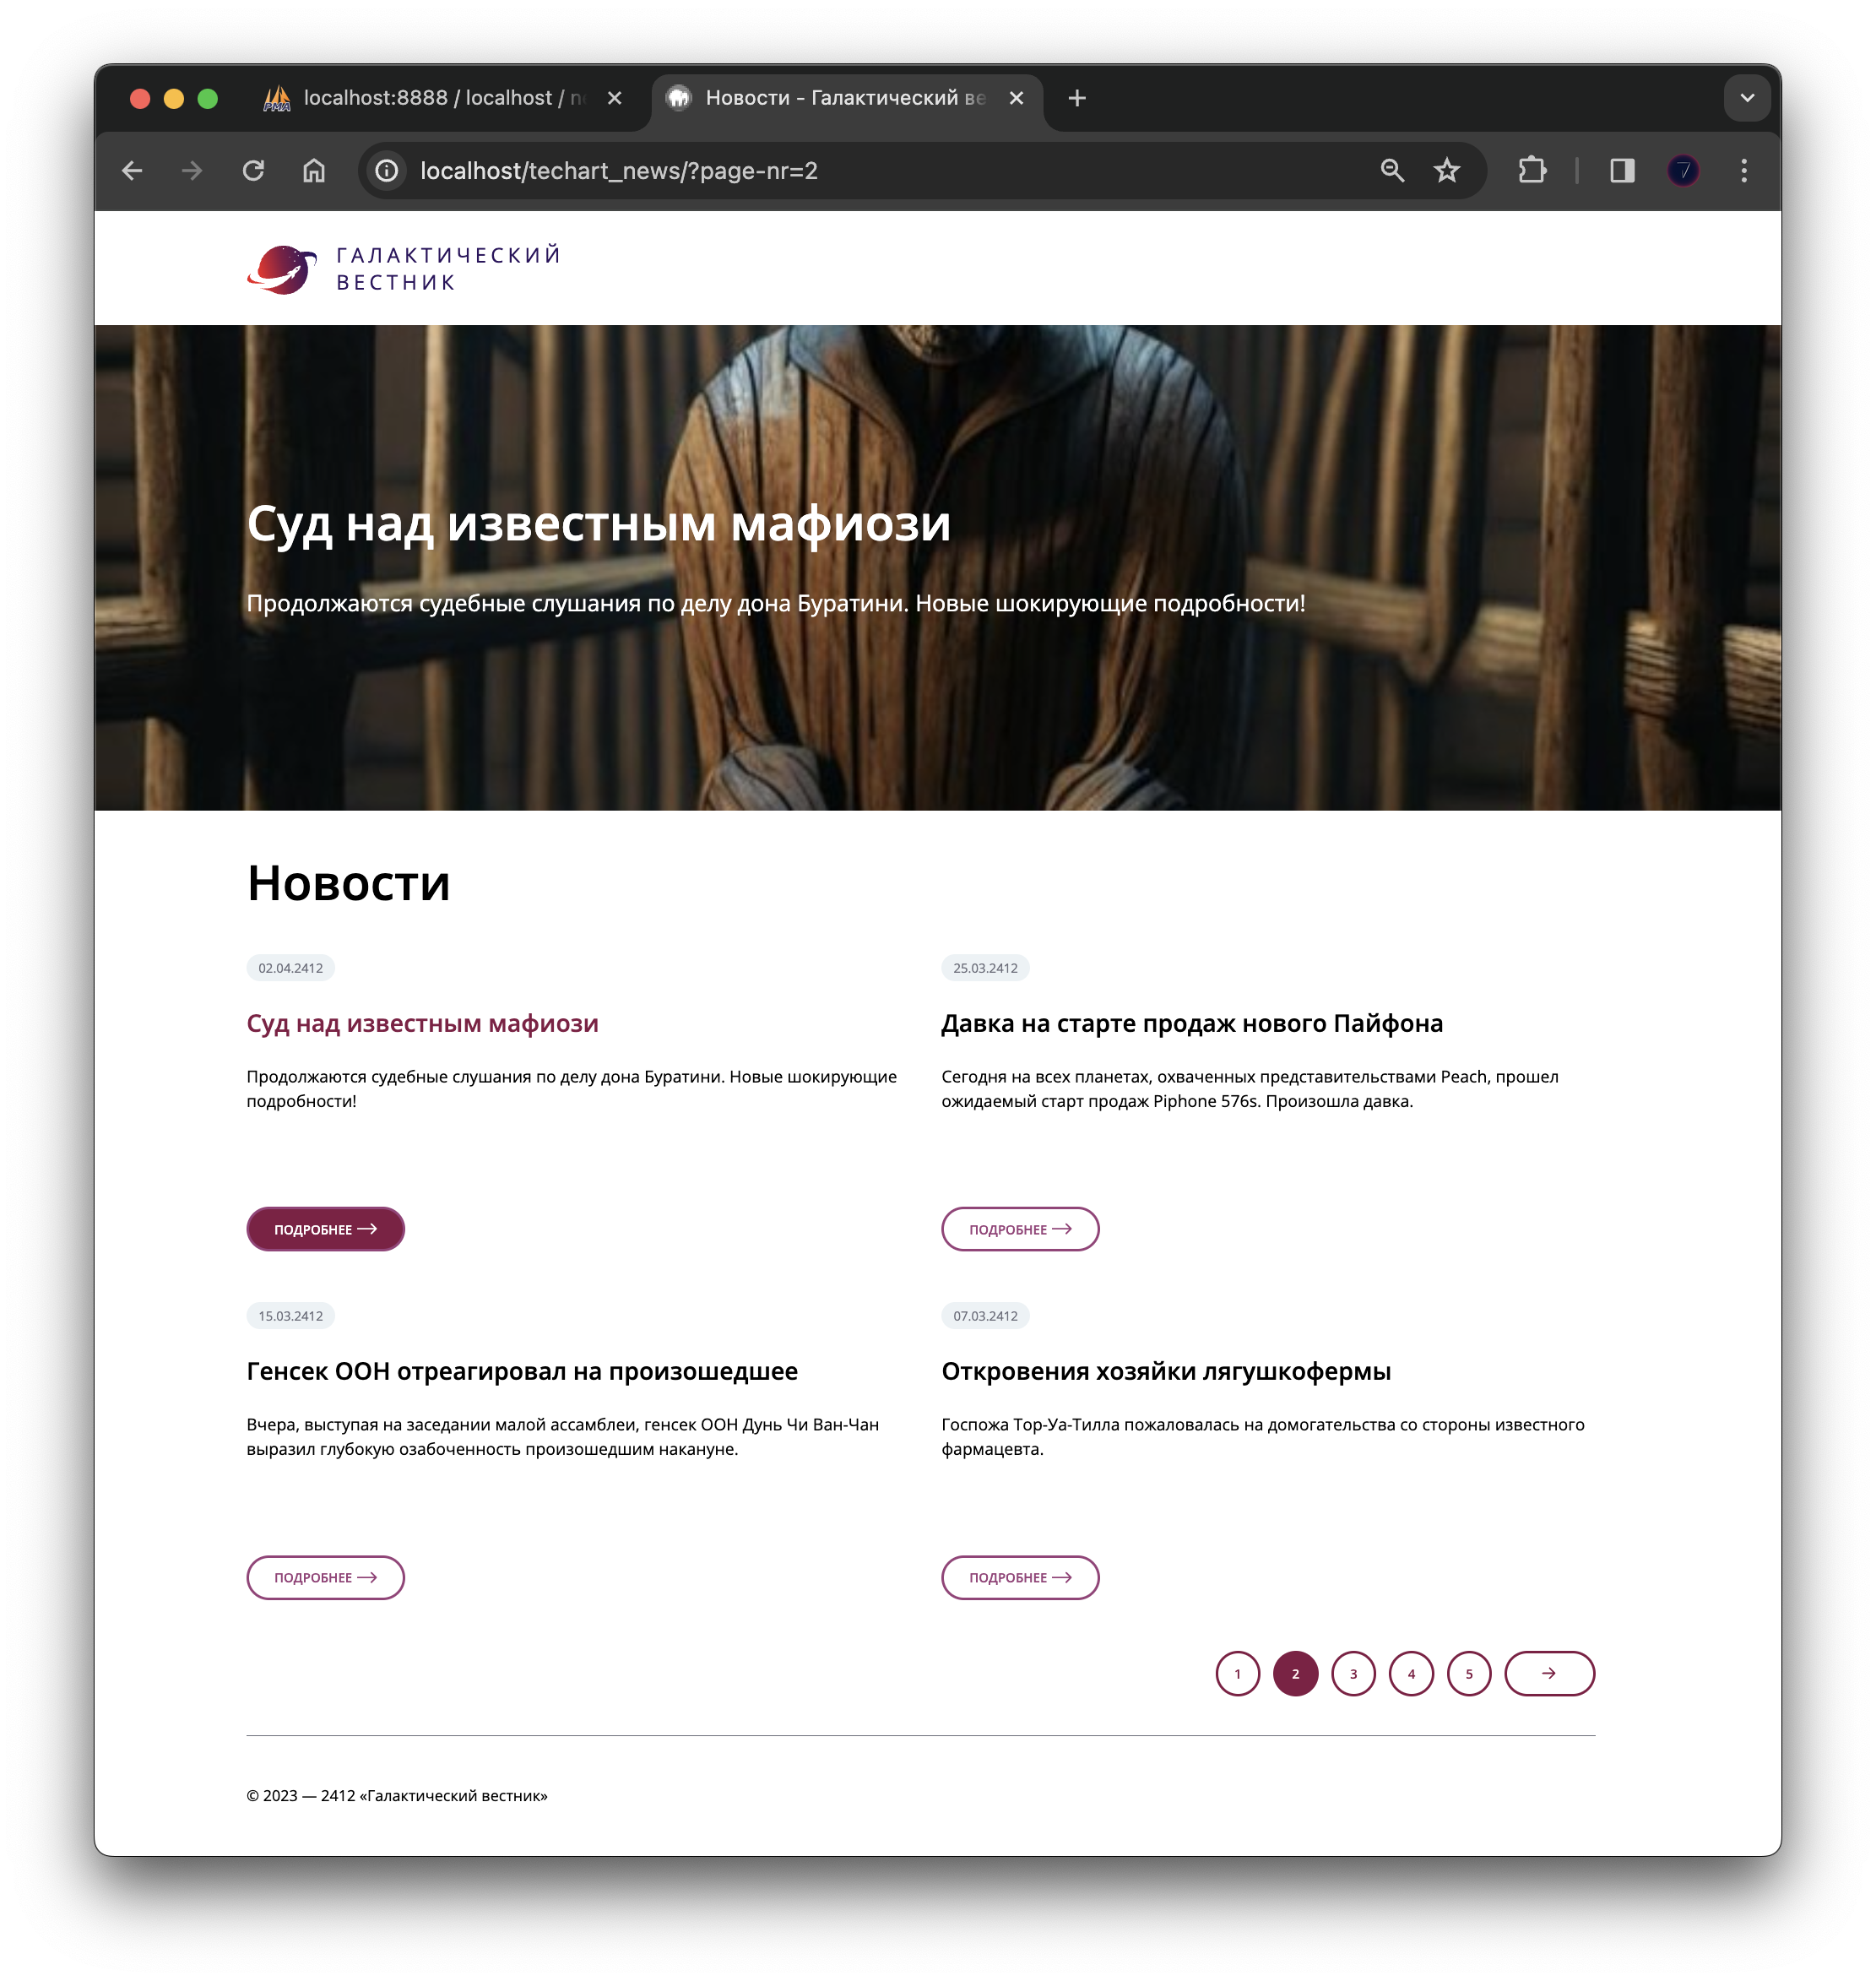 localhost:8888 / localhost / n
Новости - Галактический ве
localhost/techart_news/?page-nr=2
ГАЛАКТИЧЕСКИЙ
ВЕСТНИК
Суд над известным мафиози
Продолжаются судебные слушания по делу дона Буратини. Новые шокирующие подробности!
Новости
02.04.2412
Суд над известным мафиози
Продолжаются судебные слушания по делу дона Буратини. Новые шокирующие
подробности!
ПОДРОБНЕЕ
25.03.2412
Давка на старте продаж нового Пайфона
Сегодня на всех планетах, охваченных представительствами Peach, прошел
ожидаемый старт продаж Piphone 576s. Произошла давка.
ПОДРОБНЕЕ
15.03.2412
Генсек ООН отреагировал на произошедшее
Вчера, выступая на заседании малой ассамблеи, генсек ООН Дунь Чи Ван-Чан
выразил глубокую озабоченность произошедшим накануне.
ПОДРОБНЕЕ
07.03.2412
Откровения хозяйки лягушкофермы
Госпожа Тор-Уа-Тилла пожаловалась на домогательства со стороны известного
фармацевта.
ПОДРОБНЕЕ
1 2 3 4 5
© 2023 — 2412 «Галактический вестник»